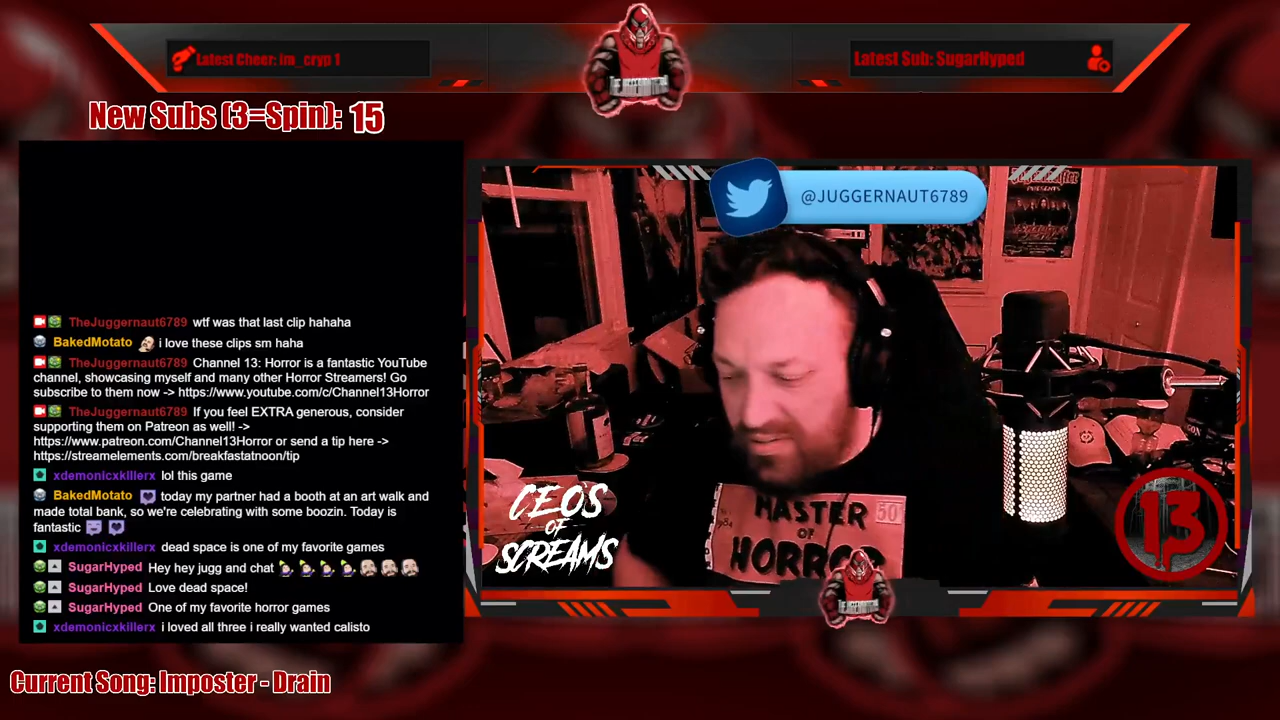 Latest Cheer: im_cryp 1
Latest Sub: SugarHyped
New Subs (3=Spin): 15
TheJuggernaut6789 wtf was that last clip hahaha
BakedMotato i love these clips sm haha
TheJuggernaut6789 Channel 13: Horror is a fantastic YouTube
channel, showcasing myself and many other Horror Streamers! Go
subscribe to them now -> https://www.youtube.com/c/Channel13Horror
TheJuggernaut6789 If you feel EXTRA generous, consider
supporting them on Patreon as well! ->
https://www.patreon.com/Channel13Horror or send a tip here ->
https://streamelements.com/breakfastatnoon/tip
xdemonicxkillerx lol this game
BakedMotato today my partner had a booth at an art walk and
made total bank, so we're celebrating with some boozin. Today is
fantastic
xdemonicxkillerx dead space is one of my favorite games
SugarHyped Hey hey jugg and chat
SugarHyped Love dead space!
SugarHyped One of my favorite horror games
xdemonicxkillerx i loved all three i really wanted calisto
Current Song: Imposter - Drain
@JUGGERNAUT6789
PRESENTS
CEOS
OF
SCREAMS
MASTER
OF
HORROR
50¢
13